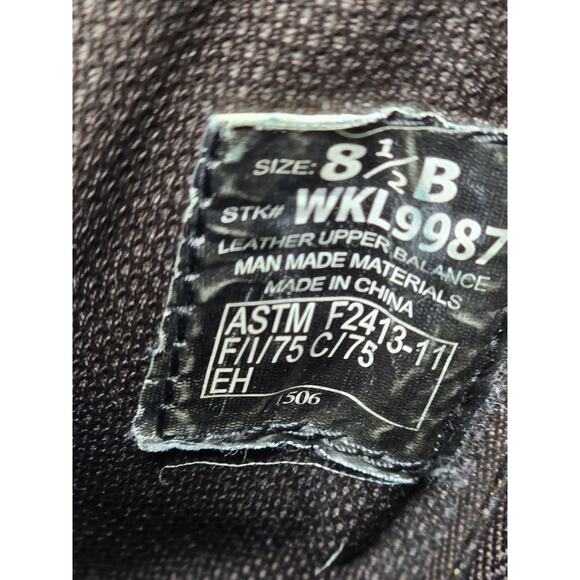 SIZE: 8 1/2 B
STK# WKL9987
LEATHER UPPER BALANCE
MAN MADE MATERIALS
MADE IN CHINA
ASTM F2413-11
F/I/75 C/75
EH
1506